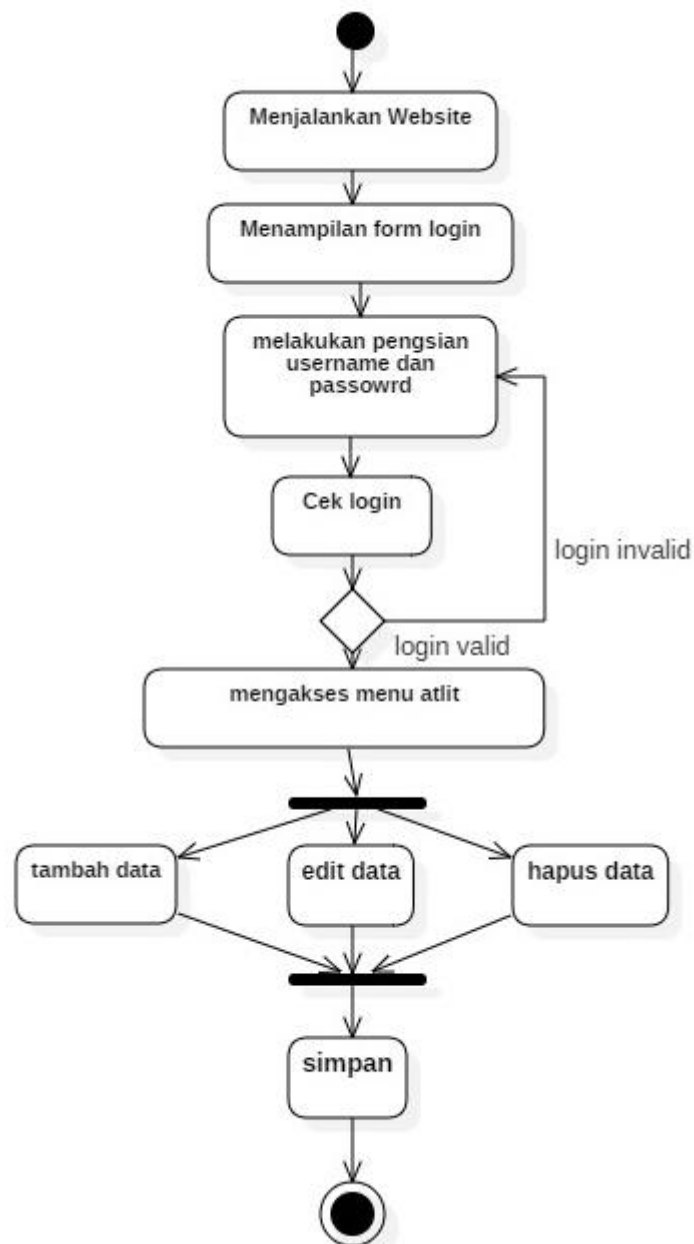 Menjalankan Website
Menampilan form login
melakukan pengsian
username dan
passowrd
Cek login
login invalid
login valid
mengakses menu atlit
tambah data
edit data
hapus data
simpan